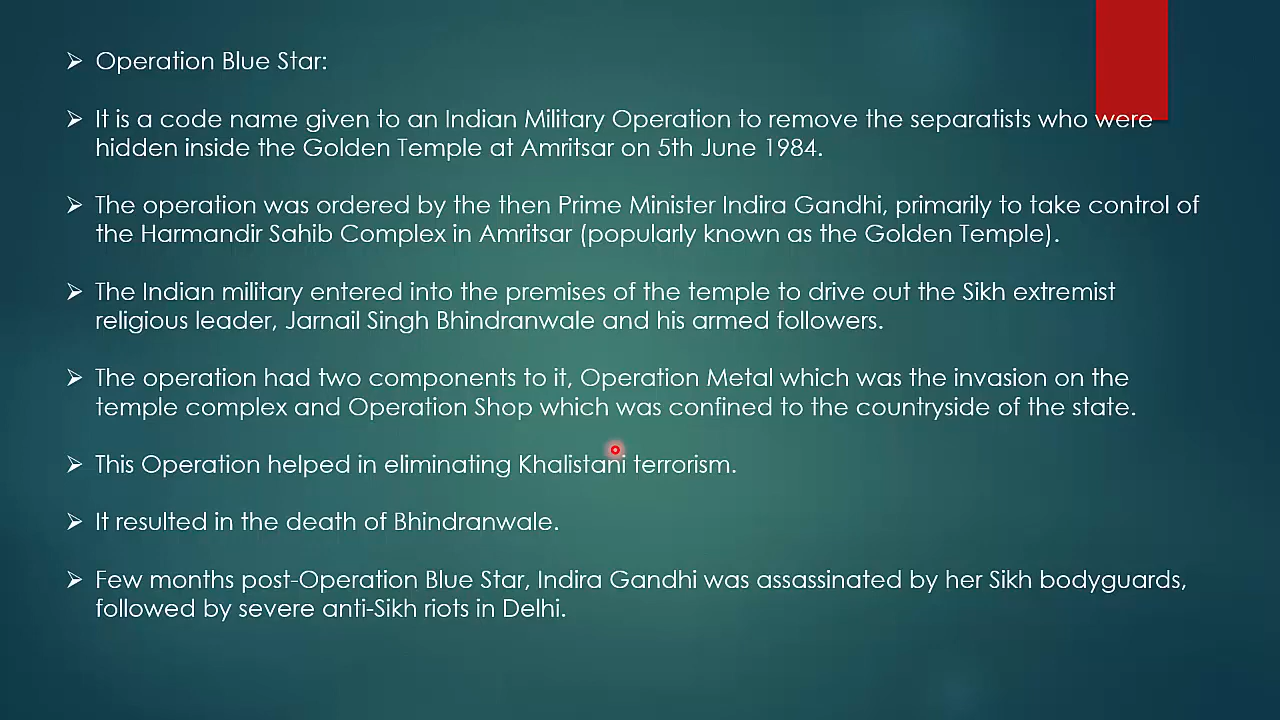 ➢ Operation Blue Star:
➢ It is a code name given to an Indian Military Operation to remove the separatists who were
hidden inside the Golden Temple at Amritsar on 5th June 1984.
➢ The operation was ordered by the then Prime Minister Indira Gandhi, primarily to take control of
the Harmandir Sahib Complex in Amritsar (popularly known as the Golden Temple).
➢ The Indian military entered into the premises of the temple to drive out the Sikh extremist
religious leader, Jarnail Singh Bhindranwale and his armed followers.
➢ The operation had two components to it, Operation Metal which was the invasion on the
temple complex and Operation Shop which was confined to the countryside of the state.
➢ This Operation helped in eliminating Khalistani terrorism.
➢ It resulted in the death of Bhindranwale.
➢ Few months post-Operation Blue Star, Indira Gandhi was assassinated by her Sikh bodyguards,
followed by severe anti-Sikh riots in Delhi.